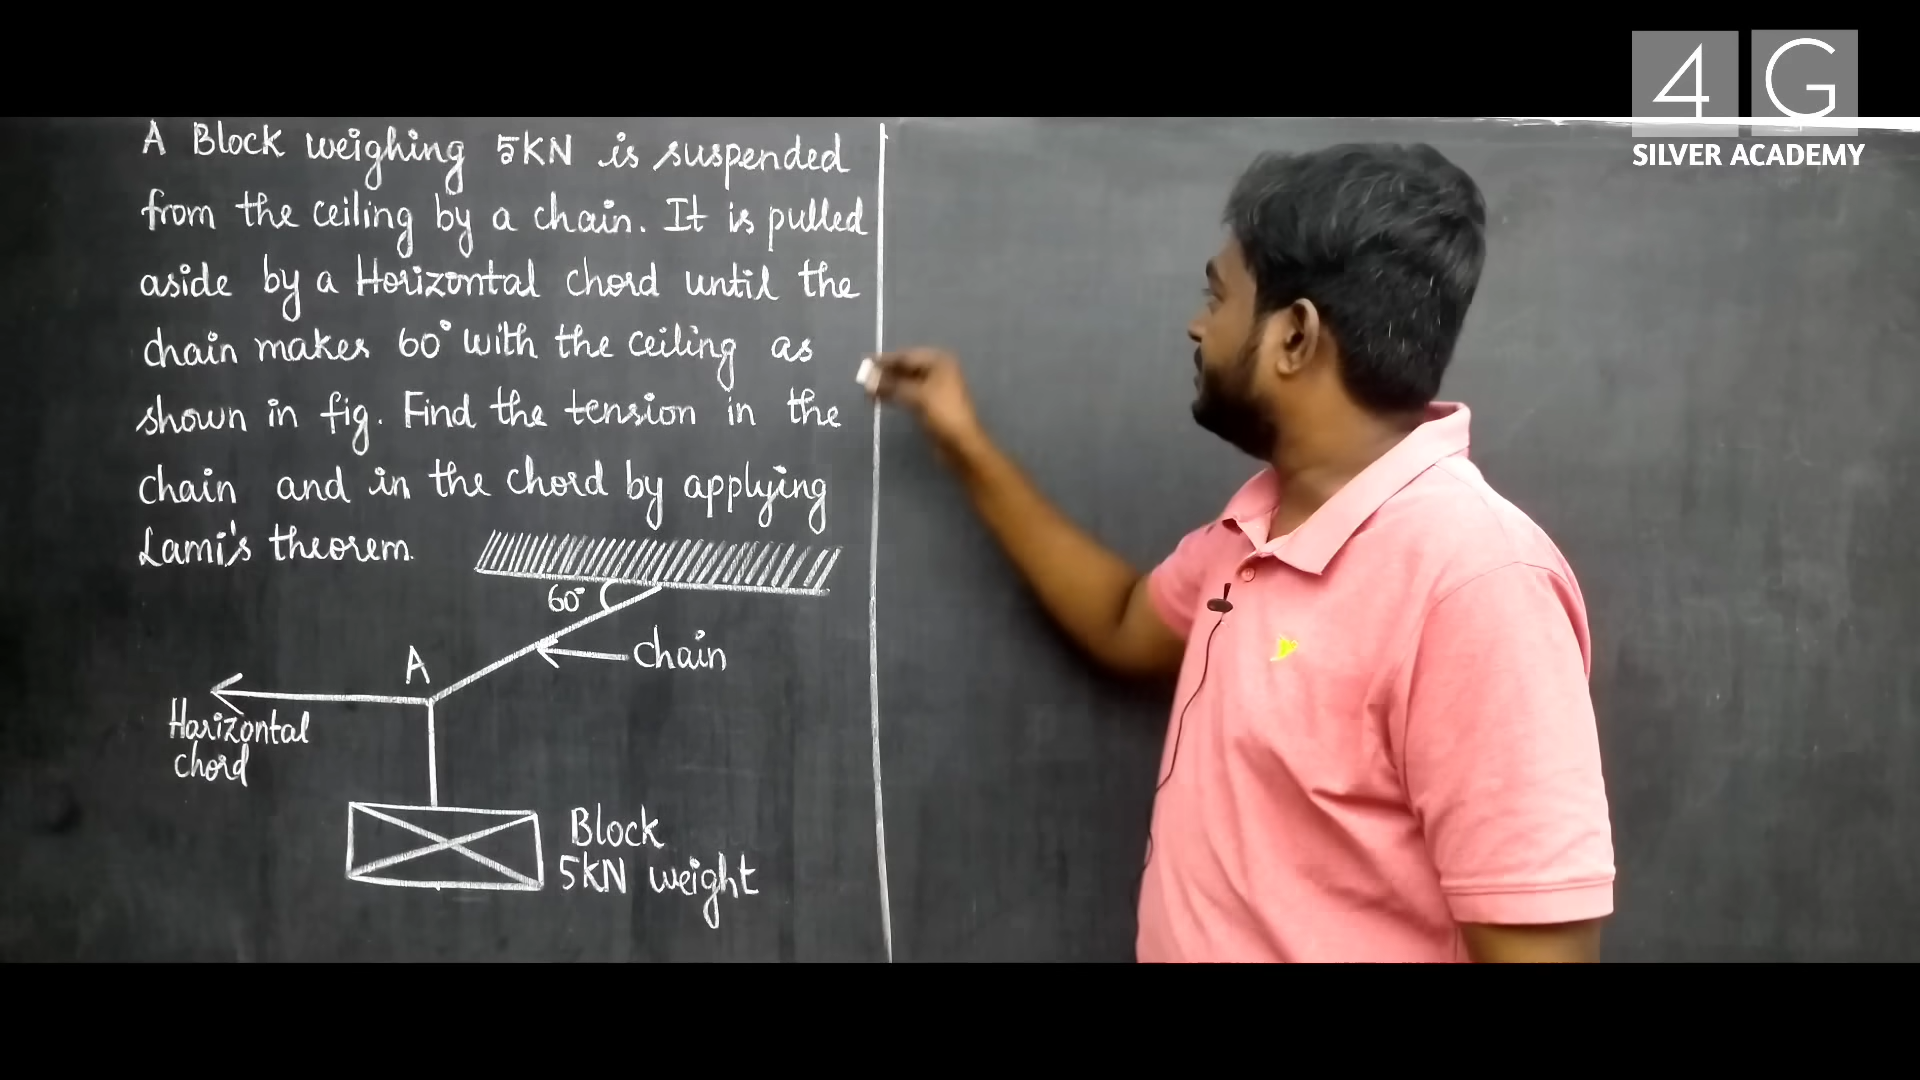 4G
SILVER ACADEMY
A Block weighing 5KN is suspended
from the ceiling by a chain. It is pulled
aside by a Horizontal chord until the
chain makes 60° with the ceiling as
shown in fig. Find the tension in the
chain and in the chord by applying
Lami's theorem.
60°
chain
A
Horizontal
chord
Block
5KN weight